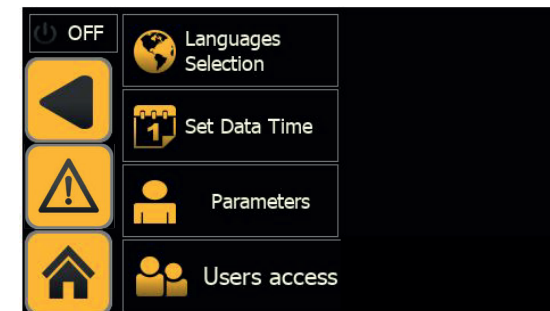 OFF
Languages
Selection
1
Set Data Time
Parameters
Users access